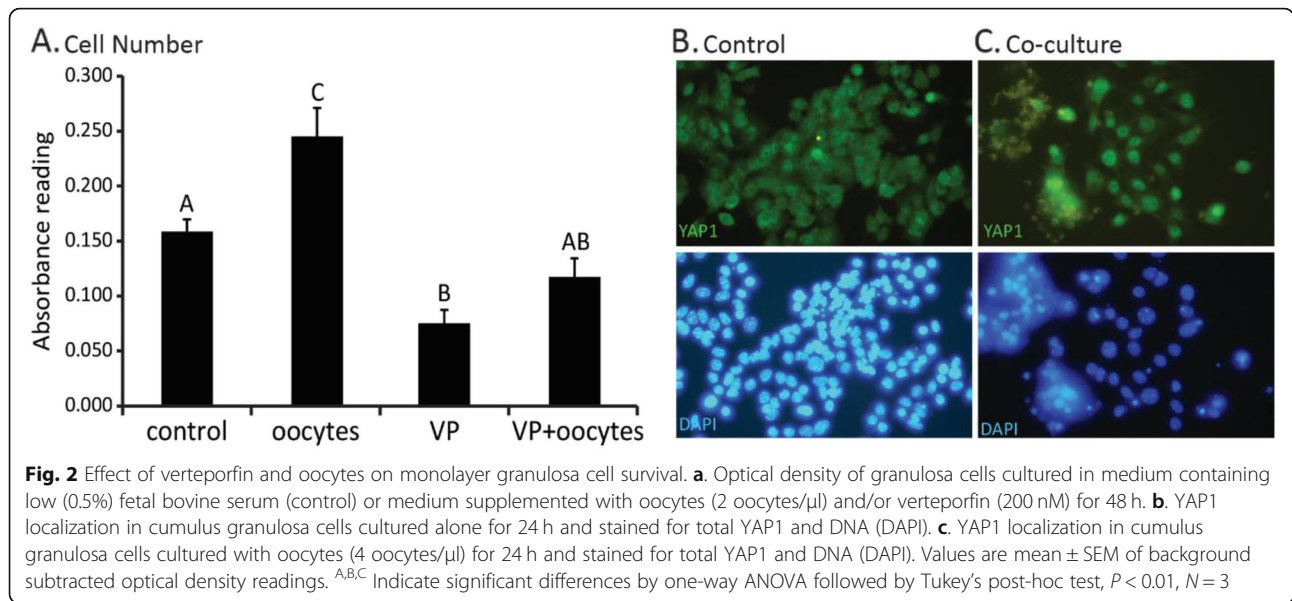 A. Cell Number
0.300
0.250
0.200
0.150
0.100
0.050
0.000
Absorbance reading
A
C
B
AB
control oocytes VP VP+oocytes
B. Control
YAP1
DAPI
C. Co-culture
YAP1
DAPI
Fig. 2 Effect of verteporfin and oocytes on monolayer granulosa cell survival. a. Optical density of granulosa cells cultured in medium containing
low (0.5%) fetal bovine serum (control) or medium supplemented with oocytes (2 oocytes/μl) and/or verteporfin (200 nM) for 48 h. b. YAP1
localization in cumulus granulosa cells cultured alone for 24 h and stained for total YAP1 and DNA (DAPI). c. YAP1 localization in cumulus
granulosa cells cultured with oocytes (4 oocytes/μl) for 24 h and stained for total YAP1 and DNA (DAPI). Values are mean ± SEM of background
subtracted optical density readings. A,B,C Indicate significant differences by one-way ANOVA followed by Tukey's post-hoc test, P < 0.01, N = 3